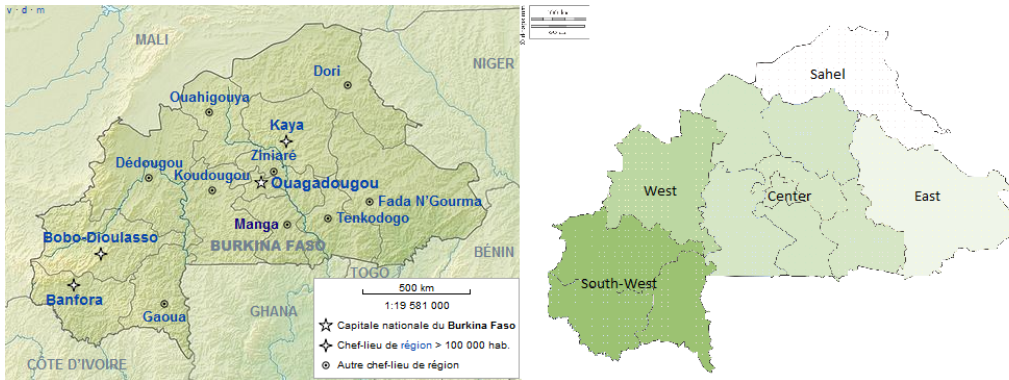 v · d · m
MALI
NIGER
Dori
Ouahigouya
Kaya
Ziniaré
Dédougou
Koudougou
Ouagadougou
Fada N'Gourma
Tenkodogo
Manga
BURKINA FASO
Bobo-Dioulasso
BÉNIN
TOGO
Banfora
Gaoua
GHANA
CÔTE D'IVOIRE
500 km
1:19 581 000
Capitale nationale du Burkina Faso
Chef-lieu de région > 100 000 hab.
Autre chef-lieu de région
Sahel
West
Center
East
South-West